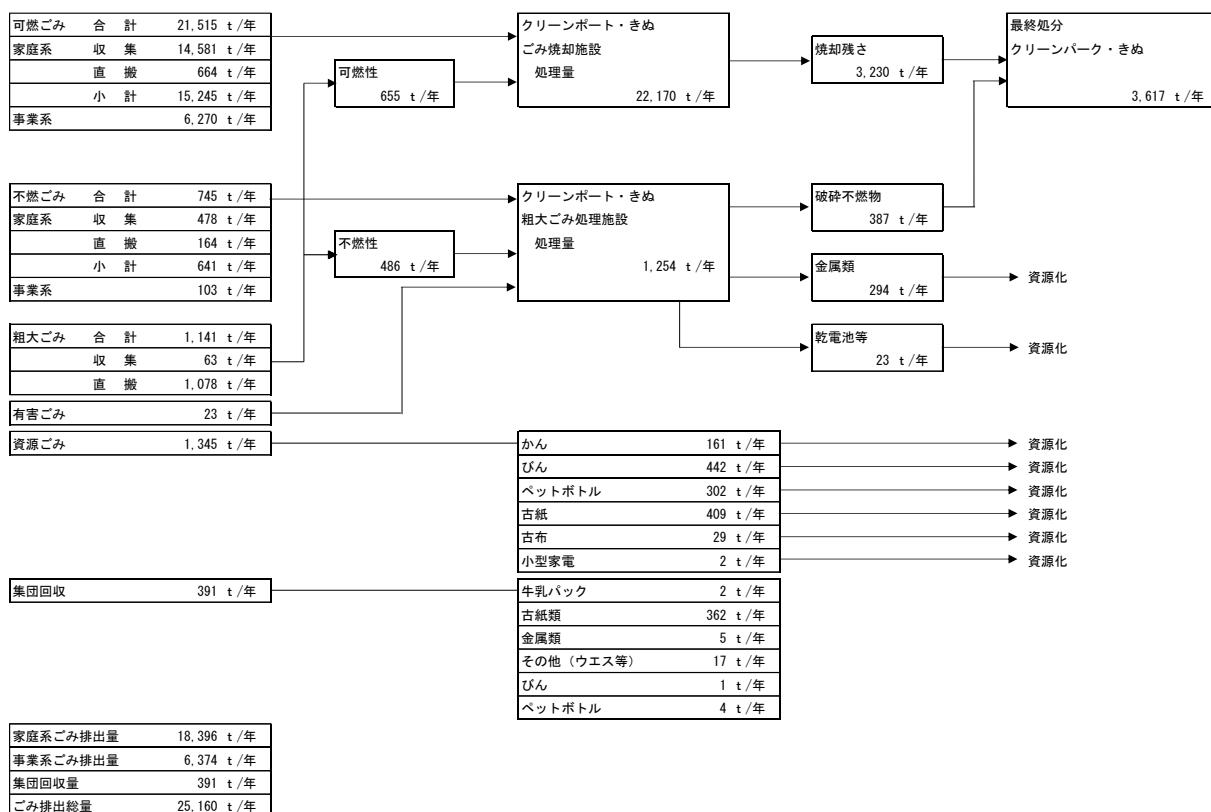 可燃ごみ 合 計 21,515 t/年
家庭系 収 集 14,581 t/年
直 搬 664 t/年
小 計 15,245 t/年
事業系 6,270 t/年
可燃性
655 t/年
クリーンポート・きぬ
ごみ焼却施設
処理量
22,170 t/年
焼却残さ
3,230 t/年
最終処分
クリーンパーク・きぬ
3,617 t/年
不燃ごみ 合 計 745 t/年
家庭系 収 集 478 t/年
直 搬 164 t/年
小 計 641 t/年
事業系 103 t/年
不燃性
486 t/年
クリーンポート・きぬ
粗大ごみ処理施設
処理量
1,254 t/年
破砕不燃物
387 t/年
金属類
294 t/年
資源化
乾電池等
23 t/年
資源化
粗大ごみ 合 計 1,141 t/年
収 集 63 t/年
直 搬 1,078 t/年
有害ごみ 23 t/年
資源ごみ 1,345 t/年
かん 161 t/年 資源化
びん 442 t/年 資源化
ペットボトル 302 t/年 資源化
古紙 409 t/年 資源化
古布 29 t/年 資源化
小型家電 2 t/年 資源化
集団回収 391 t/年
牛乳パック 2 t/年
古紙類 362 t/年
金属類 5 t/年
その他（ウエス等） 17 t/年
びん 1 t/年
ペットボトル 4 t/年
家庭系ごみ排出量 18,396 t/年
事業系ごみ排出量 6,374 t/年
集団回収量 391 t/年
ごみ排出総量 25,160 t/年